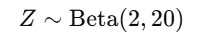 Z ∼ Beta(2, 20)